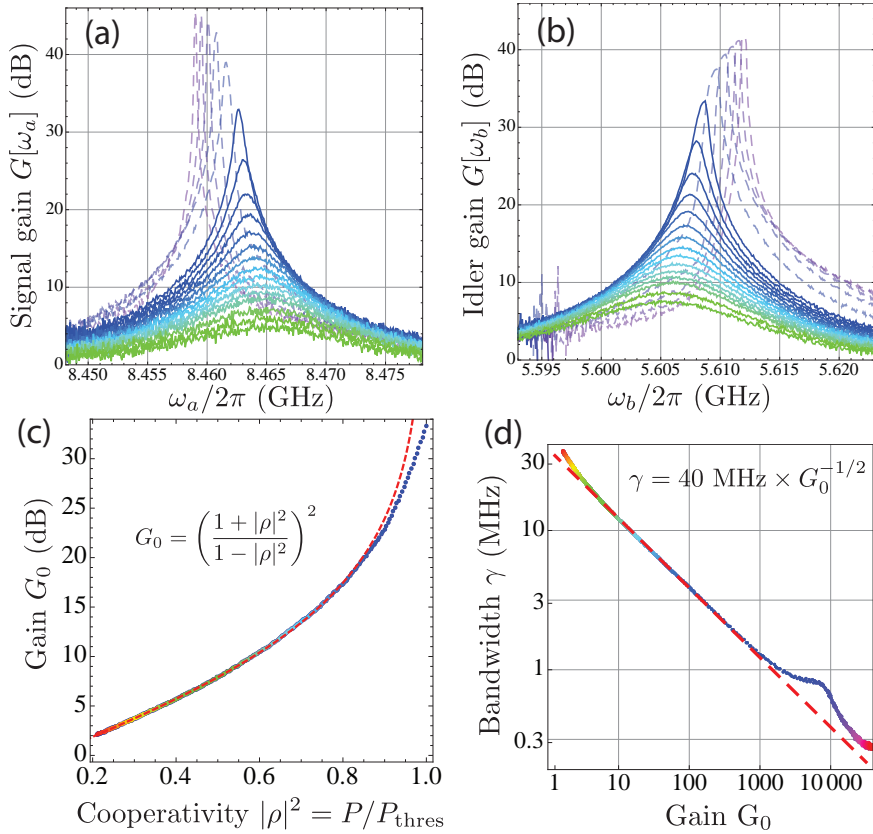 (a)
Signal gain G[ω_a] (dB)
40
30
20
10
0
8.450 8.455 8.460 8.465 8.470 8.475
ω_a/2π (GHz)
(b)
Idler gain G[ω_b] (dB)
40
30
20
10
0
5.595 5.600 5.605 5.610 5.615 5.620
ω_b/2π (GHz)
(c)
Gain G_0 (dB)
30
25
20
15
10
5
0
G_0 = ((1 + |ρ|^2)/(1 − |ρ|^2))^2
0.2 0.4 0.6 0.8 1.0
Cooperativity |ρ|^2 = P/P_thres
(d)
Bandwidth γ (MHz)
30
10
3
1
0.3
γ = 40 MHz × G_0^{−1/2}
1 10 100 1000 10 000
Gain G_0